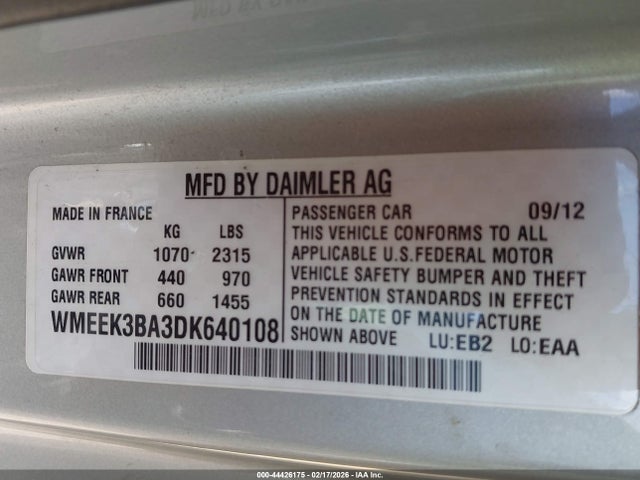 MFD BY DAIMLER AG
MADE IN FRANCE
KG LBS
GVWR 1070 2315
GAWR FRONT 440 970
GAWR REAR 660 1455
WMEEK3BA3DK640108
PASSENGER CAR 09/12
THIS VEHICLE CONFORMS TO ALL
APPLICABLE U.S.FEDERAL MOTOR
VEHICLE SAFETY BUMPER AND THEFT
PREVENTION STANDARDS IN EFFECT
ON THE DATE OF MANUFACTURE
SHOWN ABOVE LU:EB2 LO:EAA
000-44426175 - 02/17/2026 - IAA Inc.